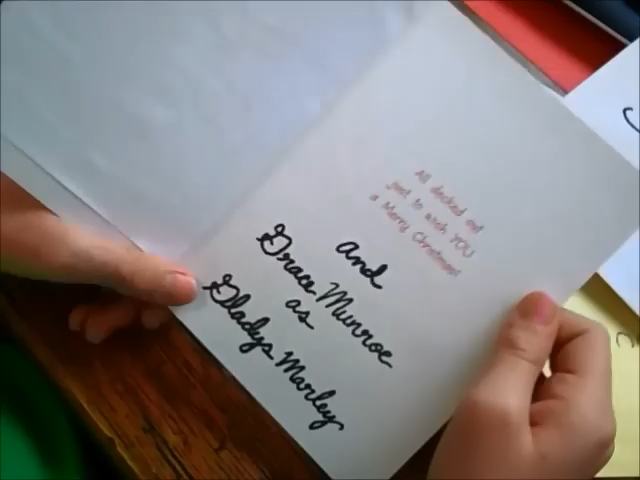 All decked out
just to wish YOU
a Merry Christmas!
and
Grace Munroe
as
Gladys Marley